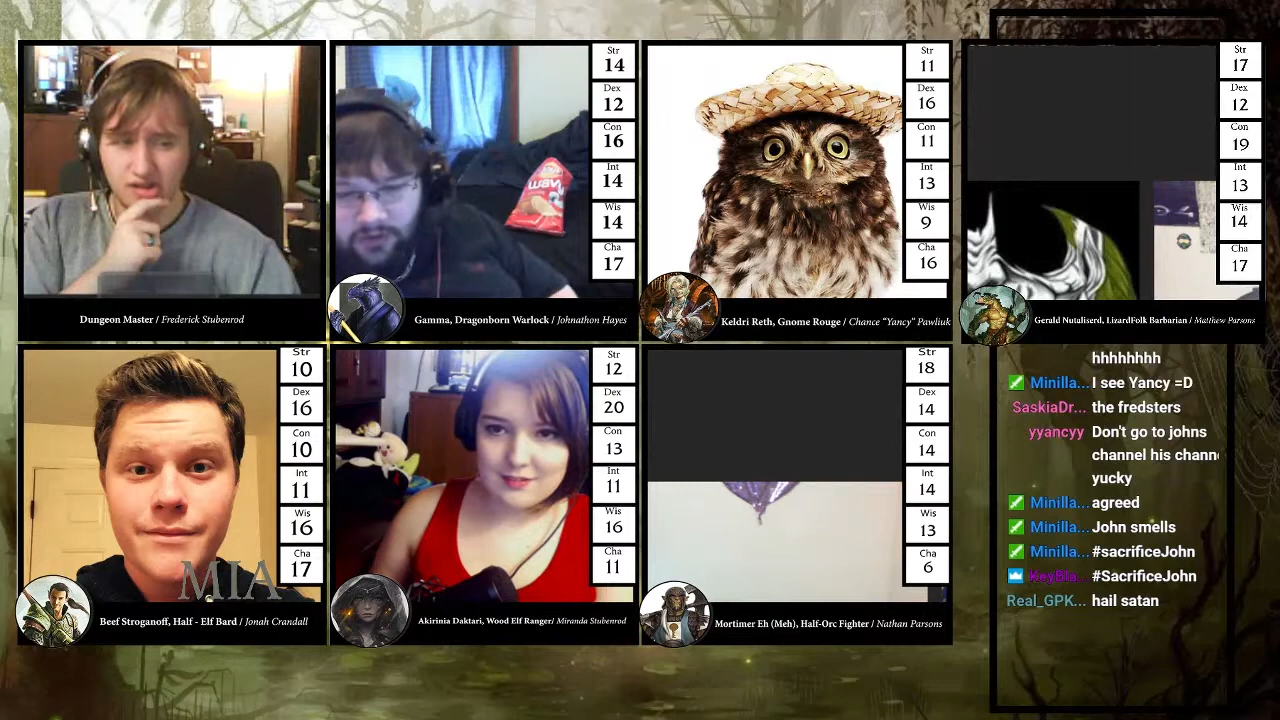 Str
14
Dex
12
Con
16
Int
14
Wis
14
Cha
17
Str
11
Dex
16
Con
11
Int
13
Wis
9
Cha
16
Str
17
Dex
12
Con
19
Int
13
Wis
14
Cha
17
wavy
Dungeon Master / Frederick Stubenrod
Gamma, Dragonborn Warlock / Johnathon Hayes
Keldri Reth, Gnome Rouge / Chance "Yancy" Pawliuk
Gerald Nutaliserd, LizardFolk Barbarian / Matthew Parsons
Str
10
Dex
16
Con
10
Int
11
Wis
16
Cha
17
MIA
Str
12
Dex
20
Con
13
Int
11
Wis
16
Cha
11
Str
18
Dex
14
Con
14
Int
14
Wis
13
Cha
6
Beef Stroganoff, Half - Elf Bard / Jonah Crandall
Akirinia Daktari, Wood Elf Ranger/ Miranda Stubenrod
Mortimer Eh (Meh), Half-Orc Fighter / Nathan Parsons
hhhhhhhh
Minilla... I see Yancy =D
SaskiaDr... the fredsters
yyancyy Don't go to johns
channel his chann
yucky
Minilla... agreed
Minilla... John smells
Minilla... #sacrificeJohn
KeyBla... #SacrificeJohn
Real_GPK... hail satan